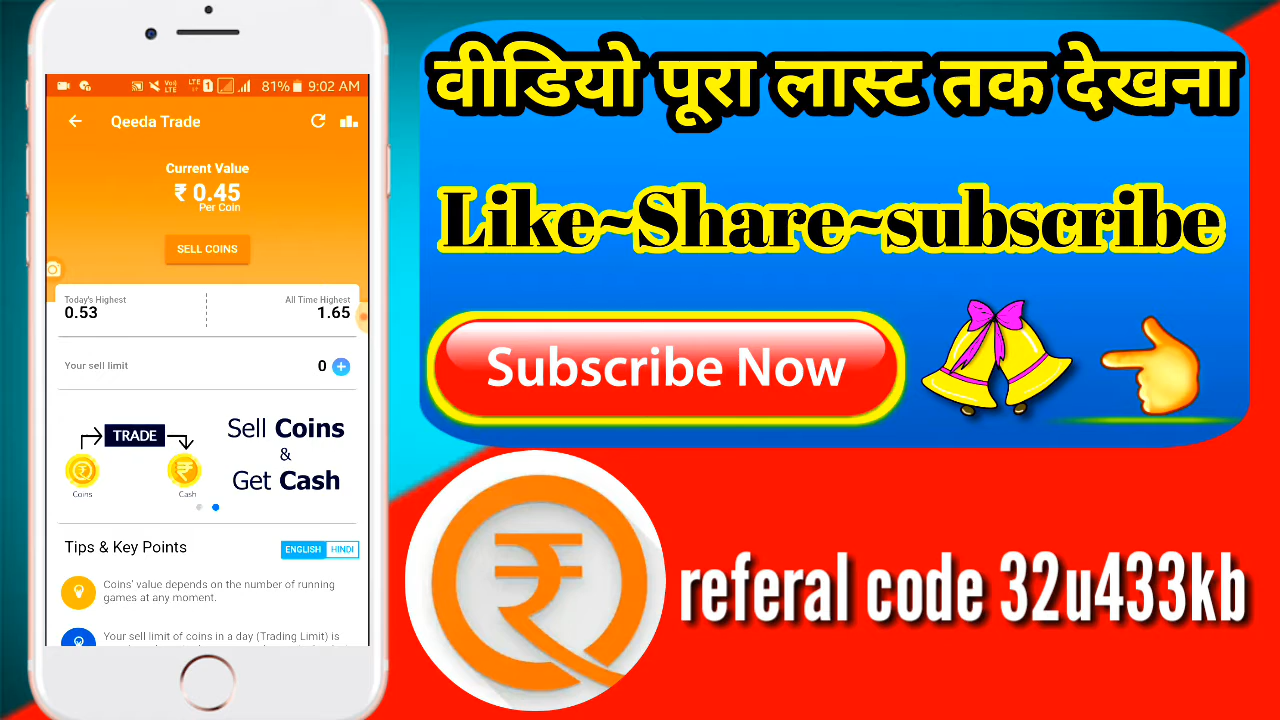 81% 9:02 AM
Qeeda Trade
Current Value
₹ 0.45
Per Coin
SELL COINS
Today's Highest
0.53
All Time Highest
1.65
Your sell limit
0
TRADE
Coins
Cash
Sell Coins
&
Get Cash
Tips & Key Points
ENGLISH HINDI
Coins' value depends on the number of running
games at any moment.
Your sell limit of coins in a day (Trading Limit) is
वीडियो पूरा लास्ट तक देखना
Like~Share~subscribe
Subscribe Now
₹
referal code 32u433kb